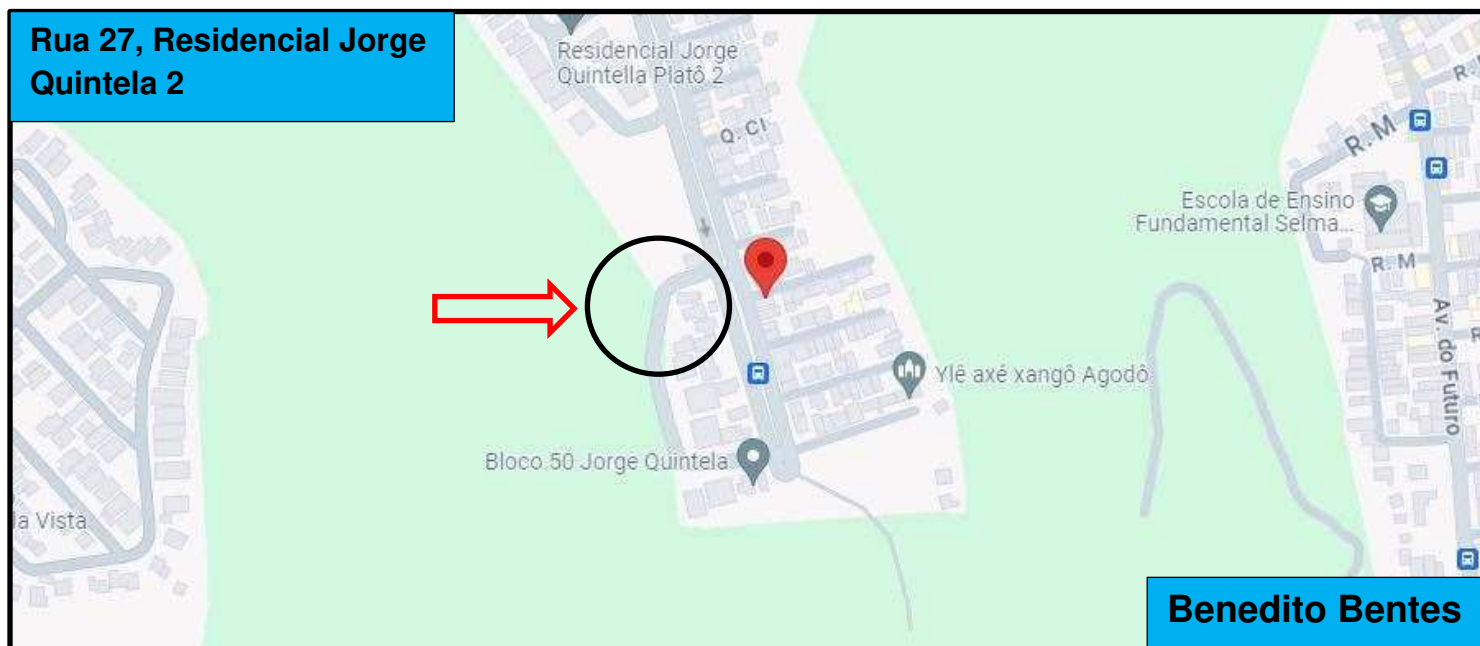 Rua 27, Residencial Jorge
Quintela 2
Residencial Jorge
Quintella Platô 2
Q. CI
R. M
Escola de Ensino
Fundamental Selma...
R. M
Av. do Futuro
Ylê axé xangô Agodô
Bloco 50 Jorge Quintela
la Vista
Benedito Bentes